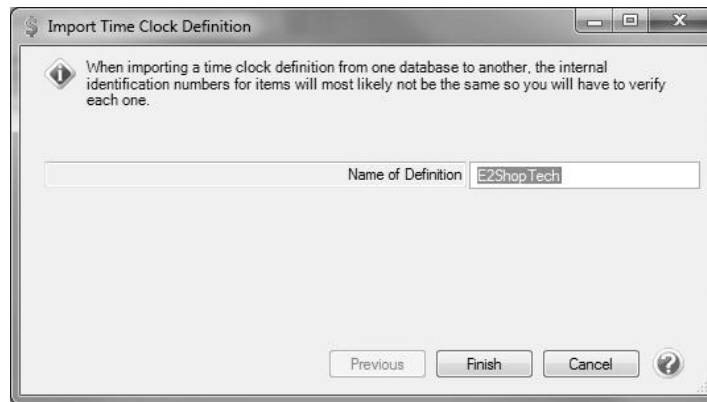 Import Time Clock Definition
When importing a time clock definition from one database to another, the internal
identification numbers for items will most likely not be the same so you will have to verify
each one.
Name of Definition E2ShopTech
Previous Finish Cancel